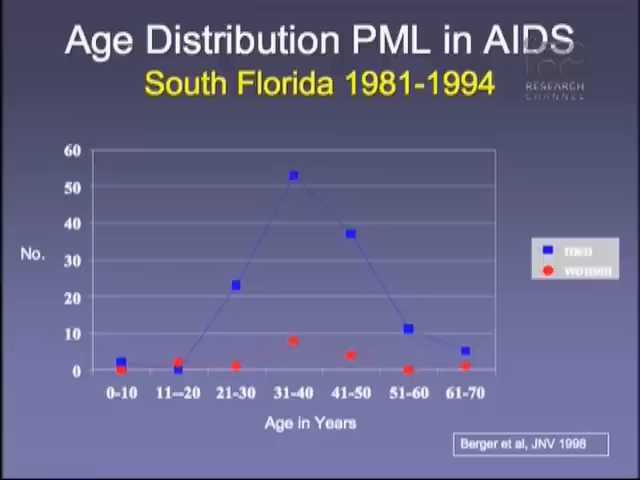 Age Distribution PML in AIDS
South Florida 1981-1994
RESEARCH
CHANNEL
60
50
40
30
20
10
0
No.
men
women
0-10 11--20 21-30 31-40 41-50 51-60 61-70
Age in Years
Berger et al, JNV 1998